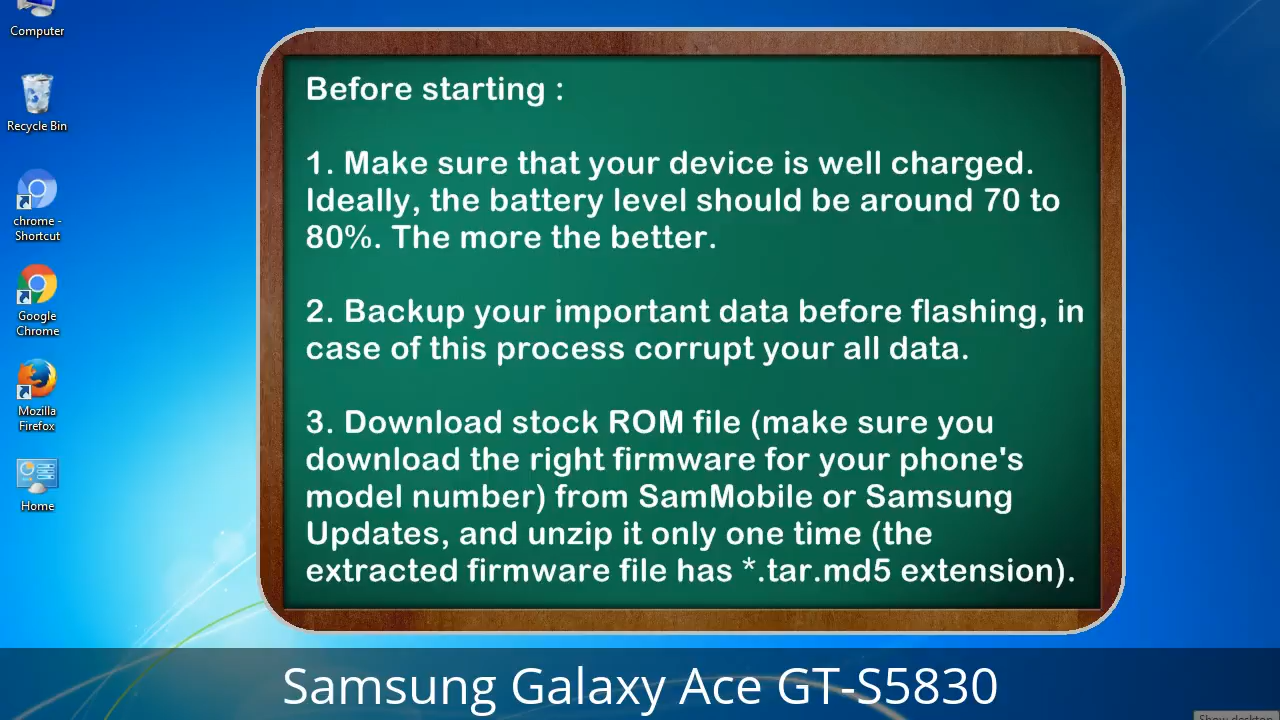 Computer
Recycle Bin
chrome -
Shortcut
Google
Chrome
Mozilla
Firefox
Home
Before starting :
1. Make sure that your device is well charged.
Ideally, the battery level should be around 70 to
80%. The more the better.
2. Backup your important data before flashing, in
case of this process corrupt your all data.
3. Download stock ROM file (make sure you
download the right firmware for your phone's
model number) from SamMobile or Samsung
Updates, and unzip it only one time (the
extracted firmware file has *.tar.md5 extension).
Samsung Galaxy Ace GT-S5830
Show desktop